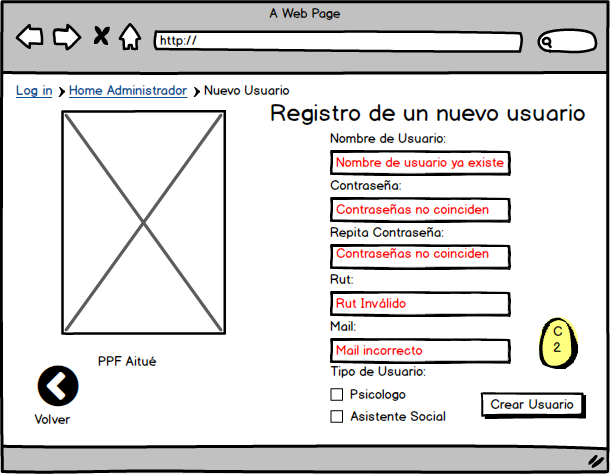 A Web Page
http://
Log in
Home Administrador
Nuevo Usuario
Registro de un nuevo usuario
Nombre de Usuario:
Nombre de usuario ya existe
Contraseña:
Contraseñas no coinciden
Repita Contraseña:
Contraseñas no coinciden
Rut:
Rut Inválido
Mail:
Mail incorrecto
C
2
PPF Aitué
Tipo de Usuario:
Psicologo
Asistente Social
Crear Usuario
Volver